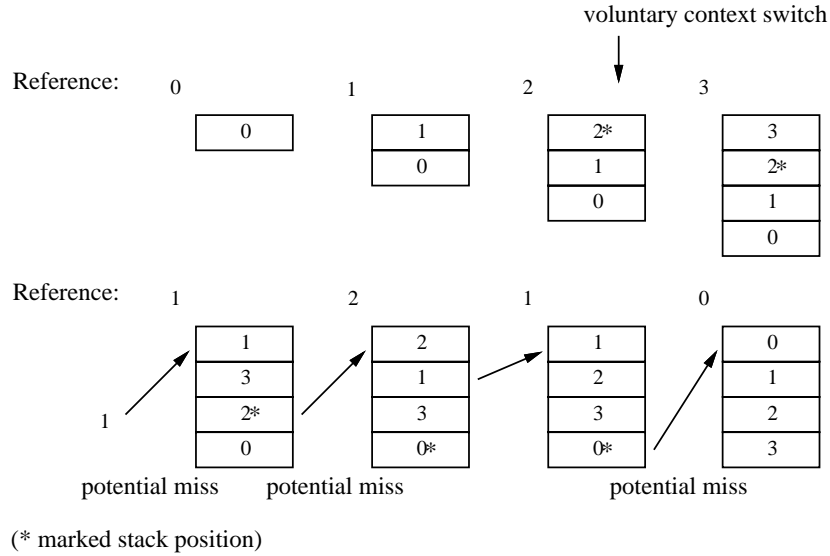 voluntary context switch
Reference: 0 1 2 3
0 1 2* 3
0 1 2*
0 1
0
Reference: 1 2 1 0
1 2 1 0
3 1 2 1
1 2* 3 3 2
0 0* 0* 3
potential miss potential miss potential miss
(* marked stack position)